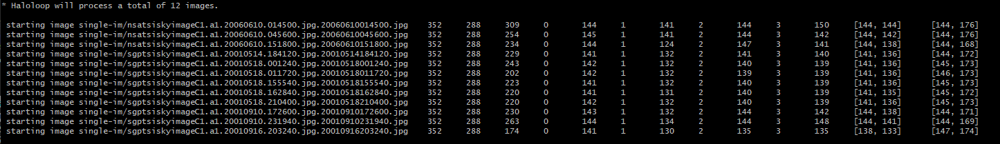 * Haloloop will process a total of 12 images.
starting image single-im/nsatsiskyimageC1.a1.20060610.014500.jpg.20060610014500.jpg 352 288 309 0 144 1 141 2 144 3 150 [144, 144] [144, 176]
starting image single-im/nsatsiskyimageC1.a1.20060610.045600.jpg.20060610045600.jpg 352 288 254 0 145 1 141 2 144 3 142 [144, 142] [144, 176]
starting image single-im/nsatsiskyimageC1.a1.20060610.151800.jpg.20060610151800.jpg 352 288 234 0 144 1 124 2 147 3 141 [144, 138] [144, 168]
starting image single-im/sgptsiskyimageC1.a1.20010514.184120.jpg.20010514184120.jpg 352 288 229 0 141 1 132 2 141 3 140 [141, 136] [144, 172]
starting image single-im/sgptsiskyimageC1.a1.20010518.001240.jpg.20010518001240.jpg 352 288 243 0 142 1 132 2 140 3 139 [141, 136] [145, 173]
starting image single-im/sgptsiskyimageC1.a1.20010518.011720.jpg.20010518011720.jpg 352 288 202 0 142 1 132 2 139 3 139 [141, 136] [146, 173]
starting image single-im/sgptsiskyimageC1.a1.20010518.155540.jpg.20010518155540.jpg 352 288 223 0 141 1 132 2 140 3 139 [141, 136] [145, 173]
starting image single-im/sgptsiskyimageC1.a1.20010518.162840.jpg.20010518162840.jpg 352 288 220 0 141 1 131 2 140 3 139 [141, 135] [145, 172]
starting image single-im/sgptsiskyimageC1.a1.20010518.210400.jpg.20010518210400.jpg 352 288 220 0 142 1 132 2 140 3 139 [141, 136] [145, 173]
starting image single-im/sgptsiskyimageC1.a1.20010910.172600.jpg.20010910172600.jpg 352 288 230 0 143 1 132 2 144 3 142 [144, 138] [144, 171]
starting image single-im/sgptsiskyimageC1.a1.20010910.231940.jpg.20010910231940.jpg 352 288 263 0 144 1 134 2 144 3 148 [144, 141] [144, 169]
starting image single-im/sgptsiskyimageC1.a1.20010916.203240.jpg.20010916203240.jpg 352 288 174 0 141 1 130 2 135 3 135 [138, 133] [147, 174]